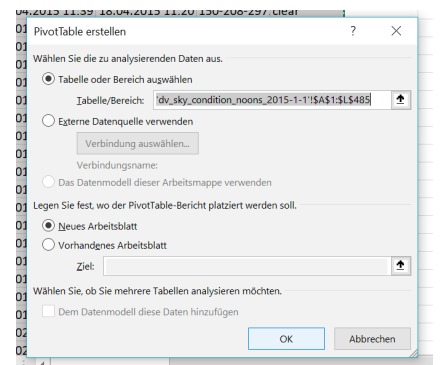 04.2015 11:39 18.04.2015 11:20 150-208-297 clear
PivotTable erstellen ? ×
Wählen Sie die zu analysierenden Daten aus.
Tabelle oder Bereich auswählen
Tabelle/Bereich: 'dv_sky_condition_noons_2015-1-1'!$A$1:$L$485
Externe Datenquelle verwenden
Verbindung auswählen...
Verbindungsname:
Das Datenmodell dieser Arbeitsmappe verwenden
Legen Sie fest, wo der PivotTable-Bericht platziert werden soll.
Neues Arbeitsblatt
Vorhandenes Arbeitsblatt
Ziel:
Wählen Sie, ob Sie mehrere Tabellen analysieren möchten.
Dem Datenmodell diese Daten hinzufügen
OK Abbrechen